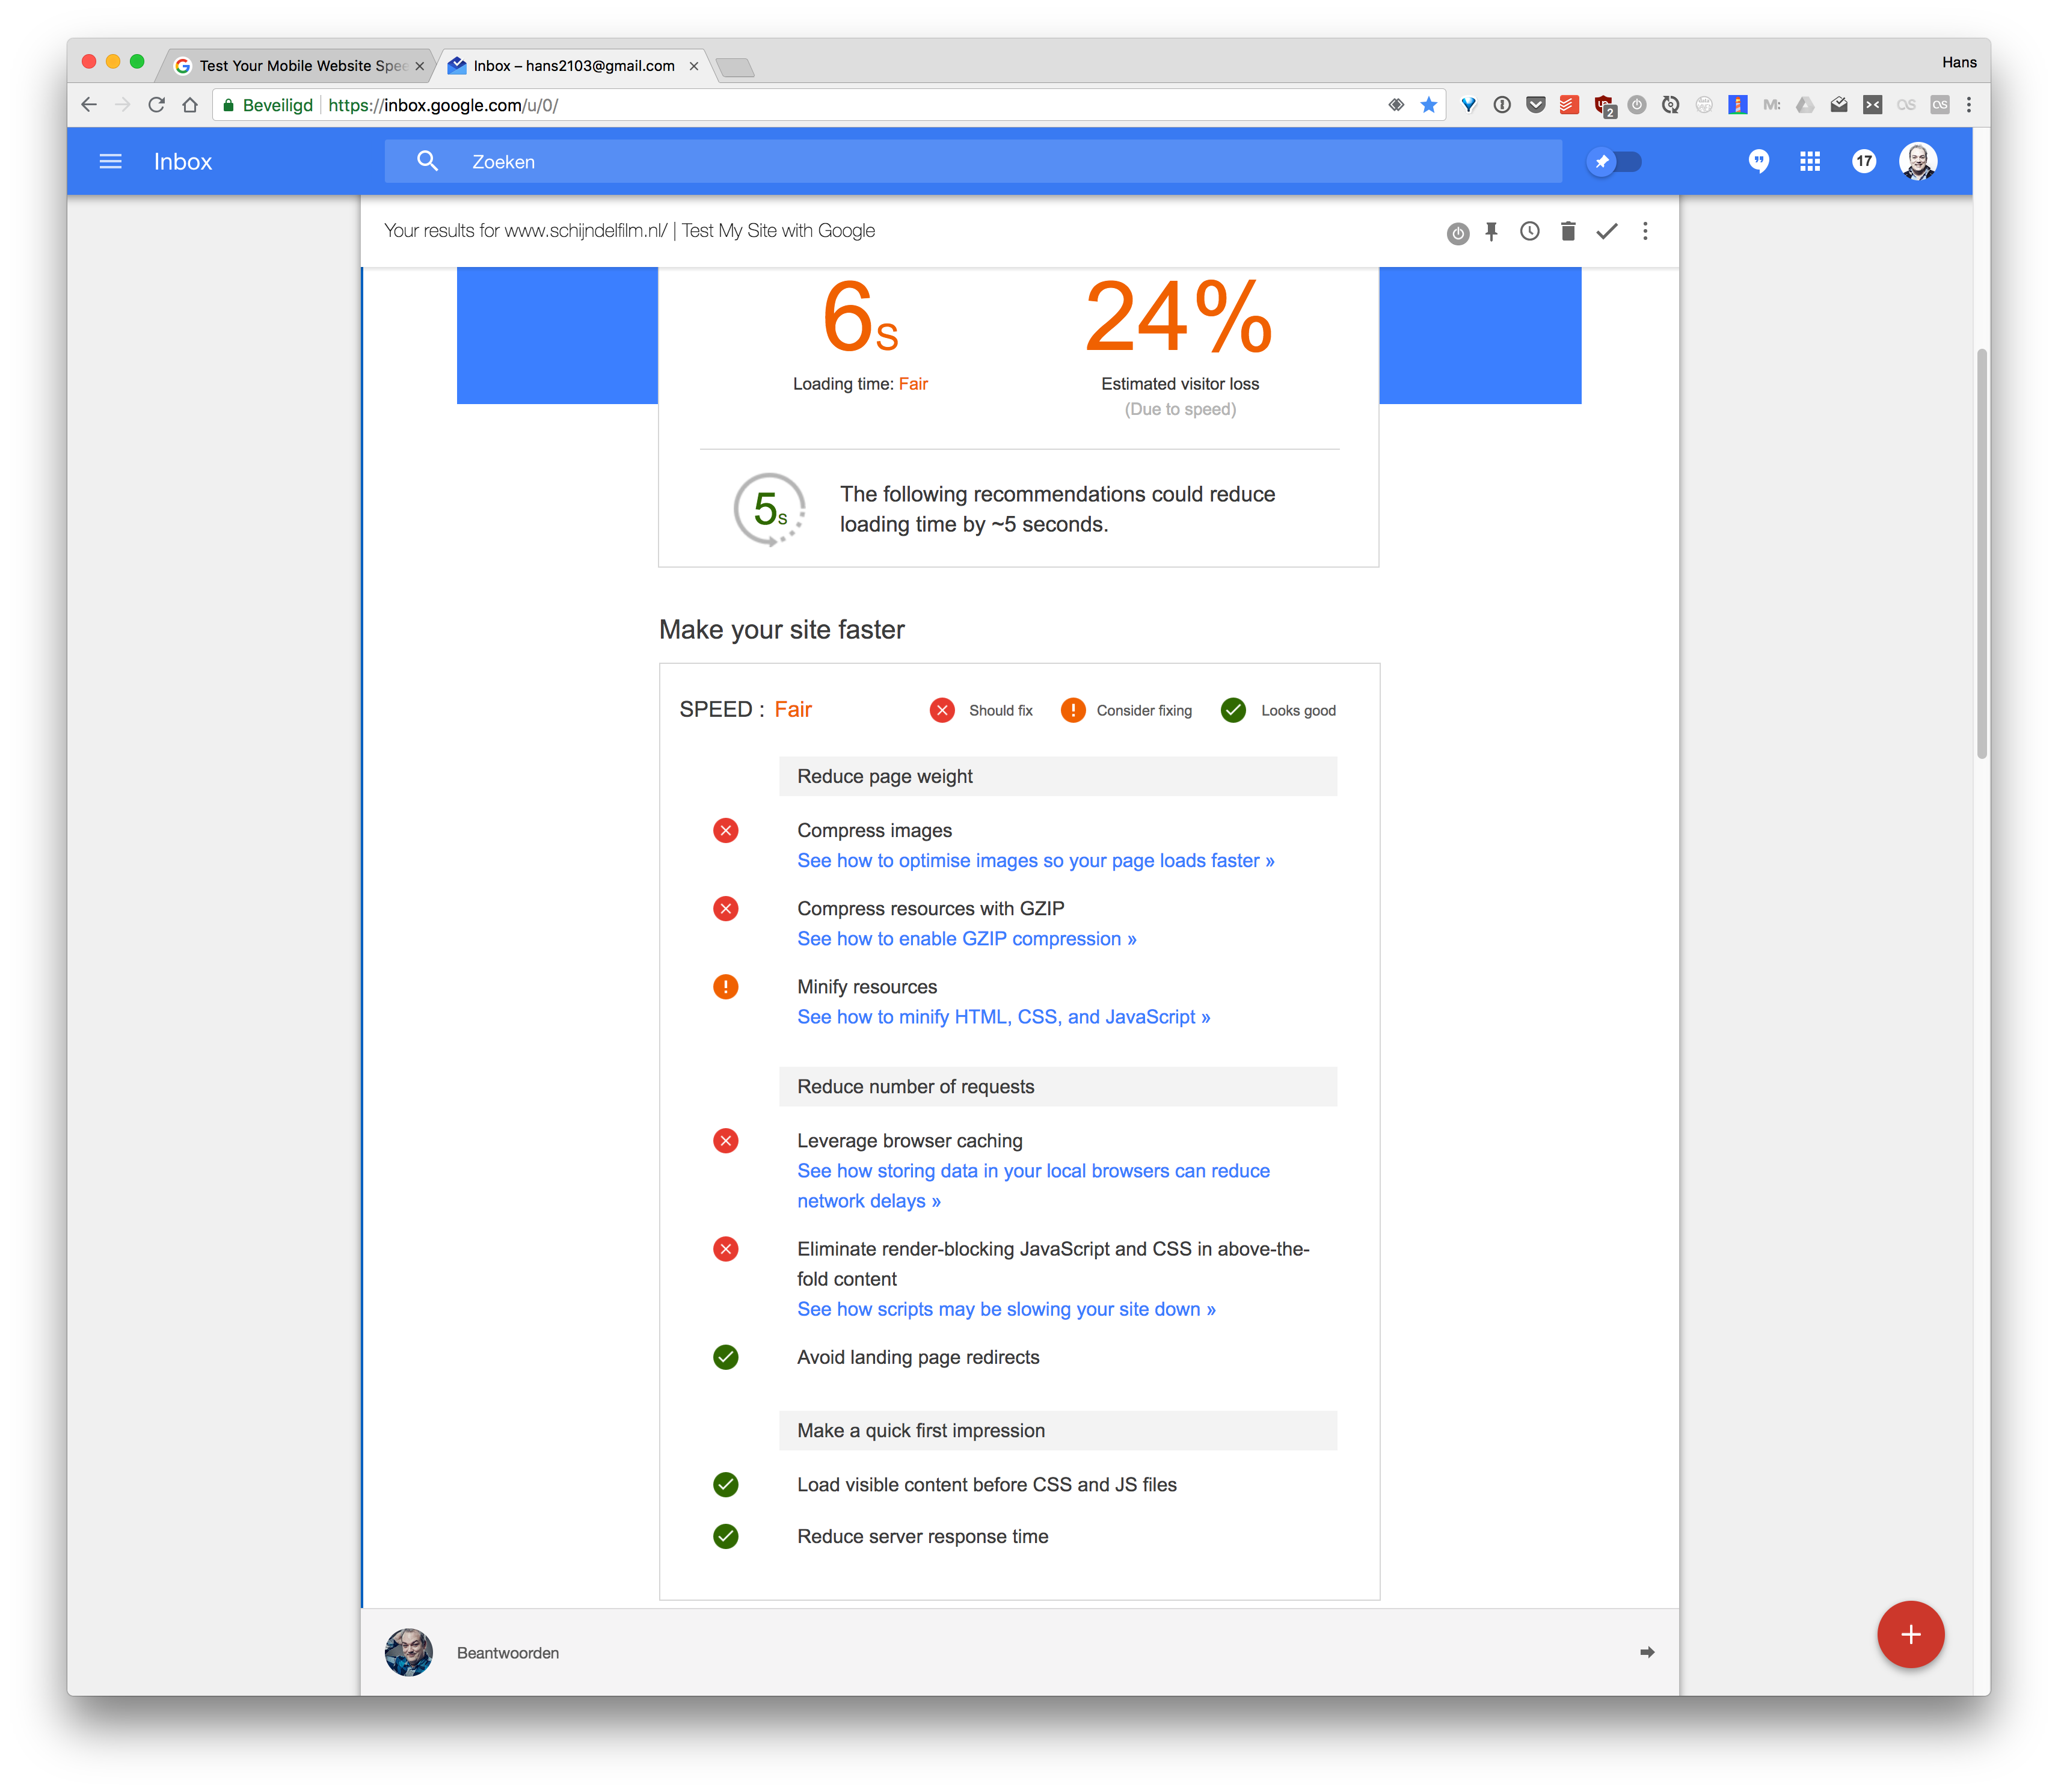 Test Your Mobile Website Spee
Inbox – hans2103@gmail.com
Hans
Beveiligd
https://inbox.google.com/u/0/
2
M:
Inbox
Zoeken
17
Your results for www.schijndelfilm.nl/ | Test My Site with Google
6s
24%
Loading time: Fair
Estimated visitor loss
(Due to speed)
5s
The following recommendations could reduce
loading time by ~5 seconds.
Make your site faster
SPEED : Fair
Should fix
Consider fixing
Looks good
Reduce page weight
Compress images
See how to optimise images so your page loads faster »
Compress resources with GZIP
See how to enable GZIP compression »
Minify resources
See how to minify HTML, CSS, and JavaScript »
Reduce number of requests
Leverage browser caching
See how storing data in your local browsers can reduce
network delays »
Eliminate render-blocking JavaScript and CSS in above-the-
fold content
See how scripts may be slowing your site down »
Avoid landing page redirects
Make a quick first impression
Load visible content before CSS and JS files
Reduce server response time
Beantwoorden